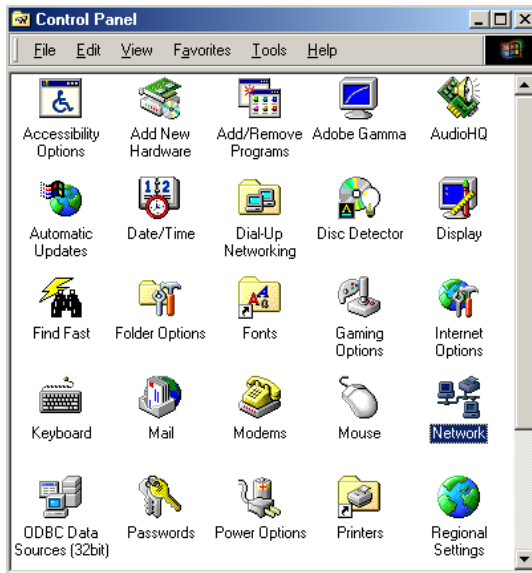 Control Panel
File Edit View Favorites Tools Help
Accessibility Options
Add New Hardware
Add/Remove Programs
Adobe Gamma
AudioHQ
Automatic Updates
Date/Time
Dial-Up Networking
Disc Detector
Display
Find Fast
Folder Options
Fonts
Gaming Options
Internet Options
Keyboard
Mail
Modems
Mouse
Network
ODBC Data Sources (32bit)
Passwords
Power Options
Printers
Regional Settings